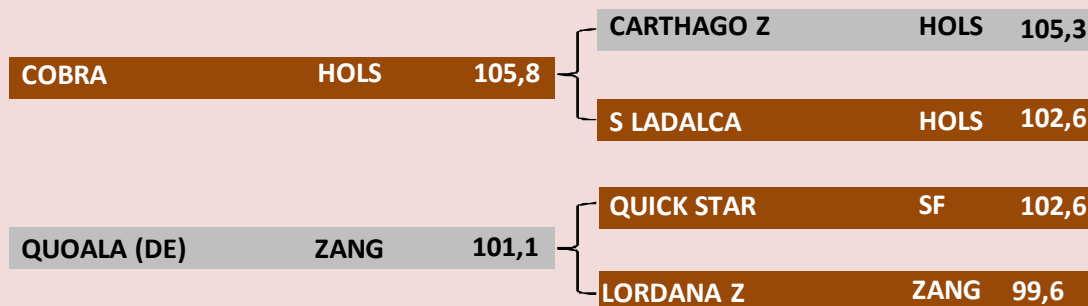 CARTHAGO Z HOLS 105,3
COBRA HOLS 105,8
S LADALCA HOLS 102,6
QUICK STAR SF 102,6
QUOALA (DE) ZANG 101,1
LORDANA Z ZANG 99,6